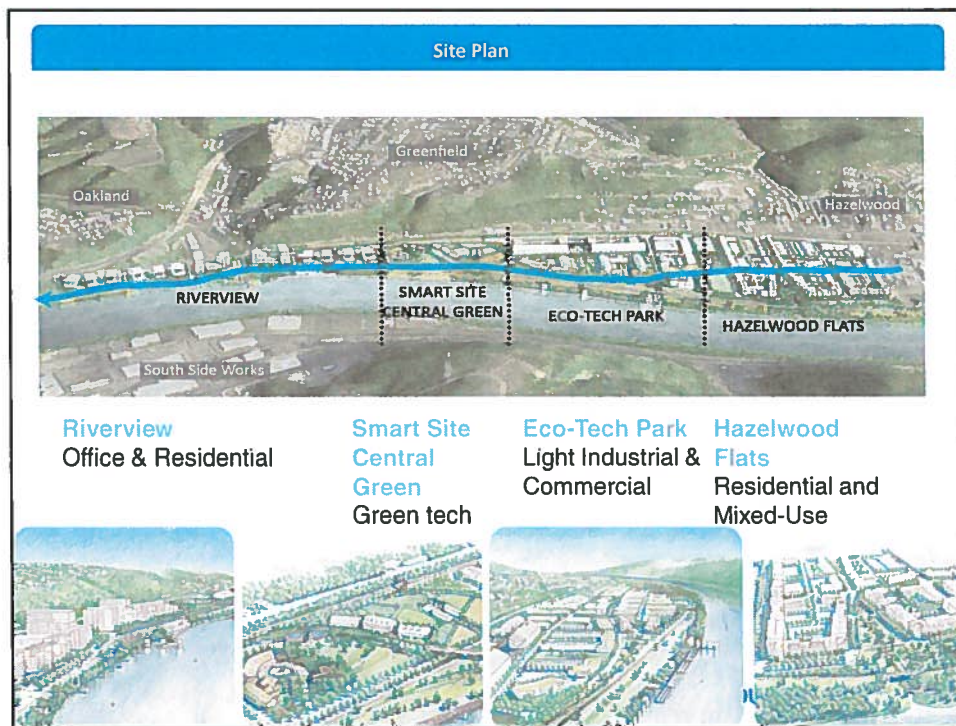 Site Plan
Greenfield
Oakland
Hazelwood
RIVERVIEW
SMART SITE
CENTRAL GREEN
ECO-TECH PARK
HAZELWOOD FLATS
South Side Works
Riverview
Office & Residential
Smart Site
Central
Green
Green tech
Eco-Tech Park
Light Industrial &
Commercial
Hazelwood
Flats
Residential and
Mixed-Use